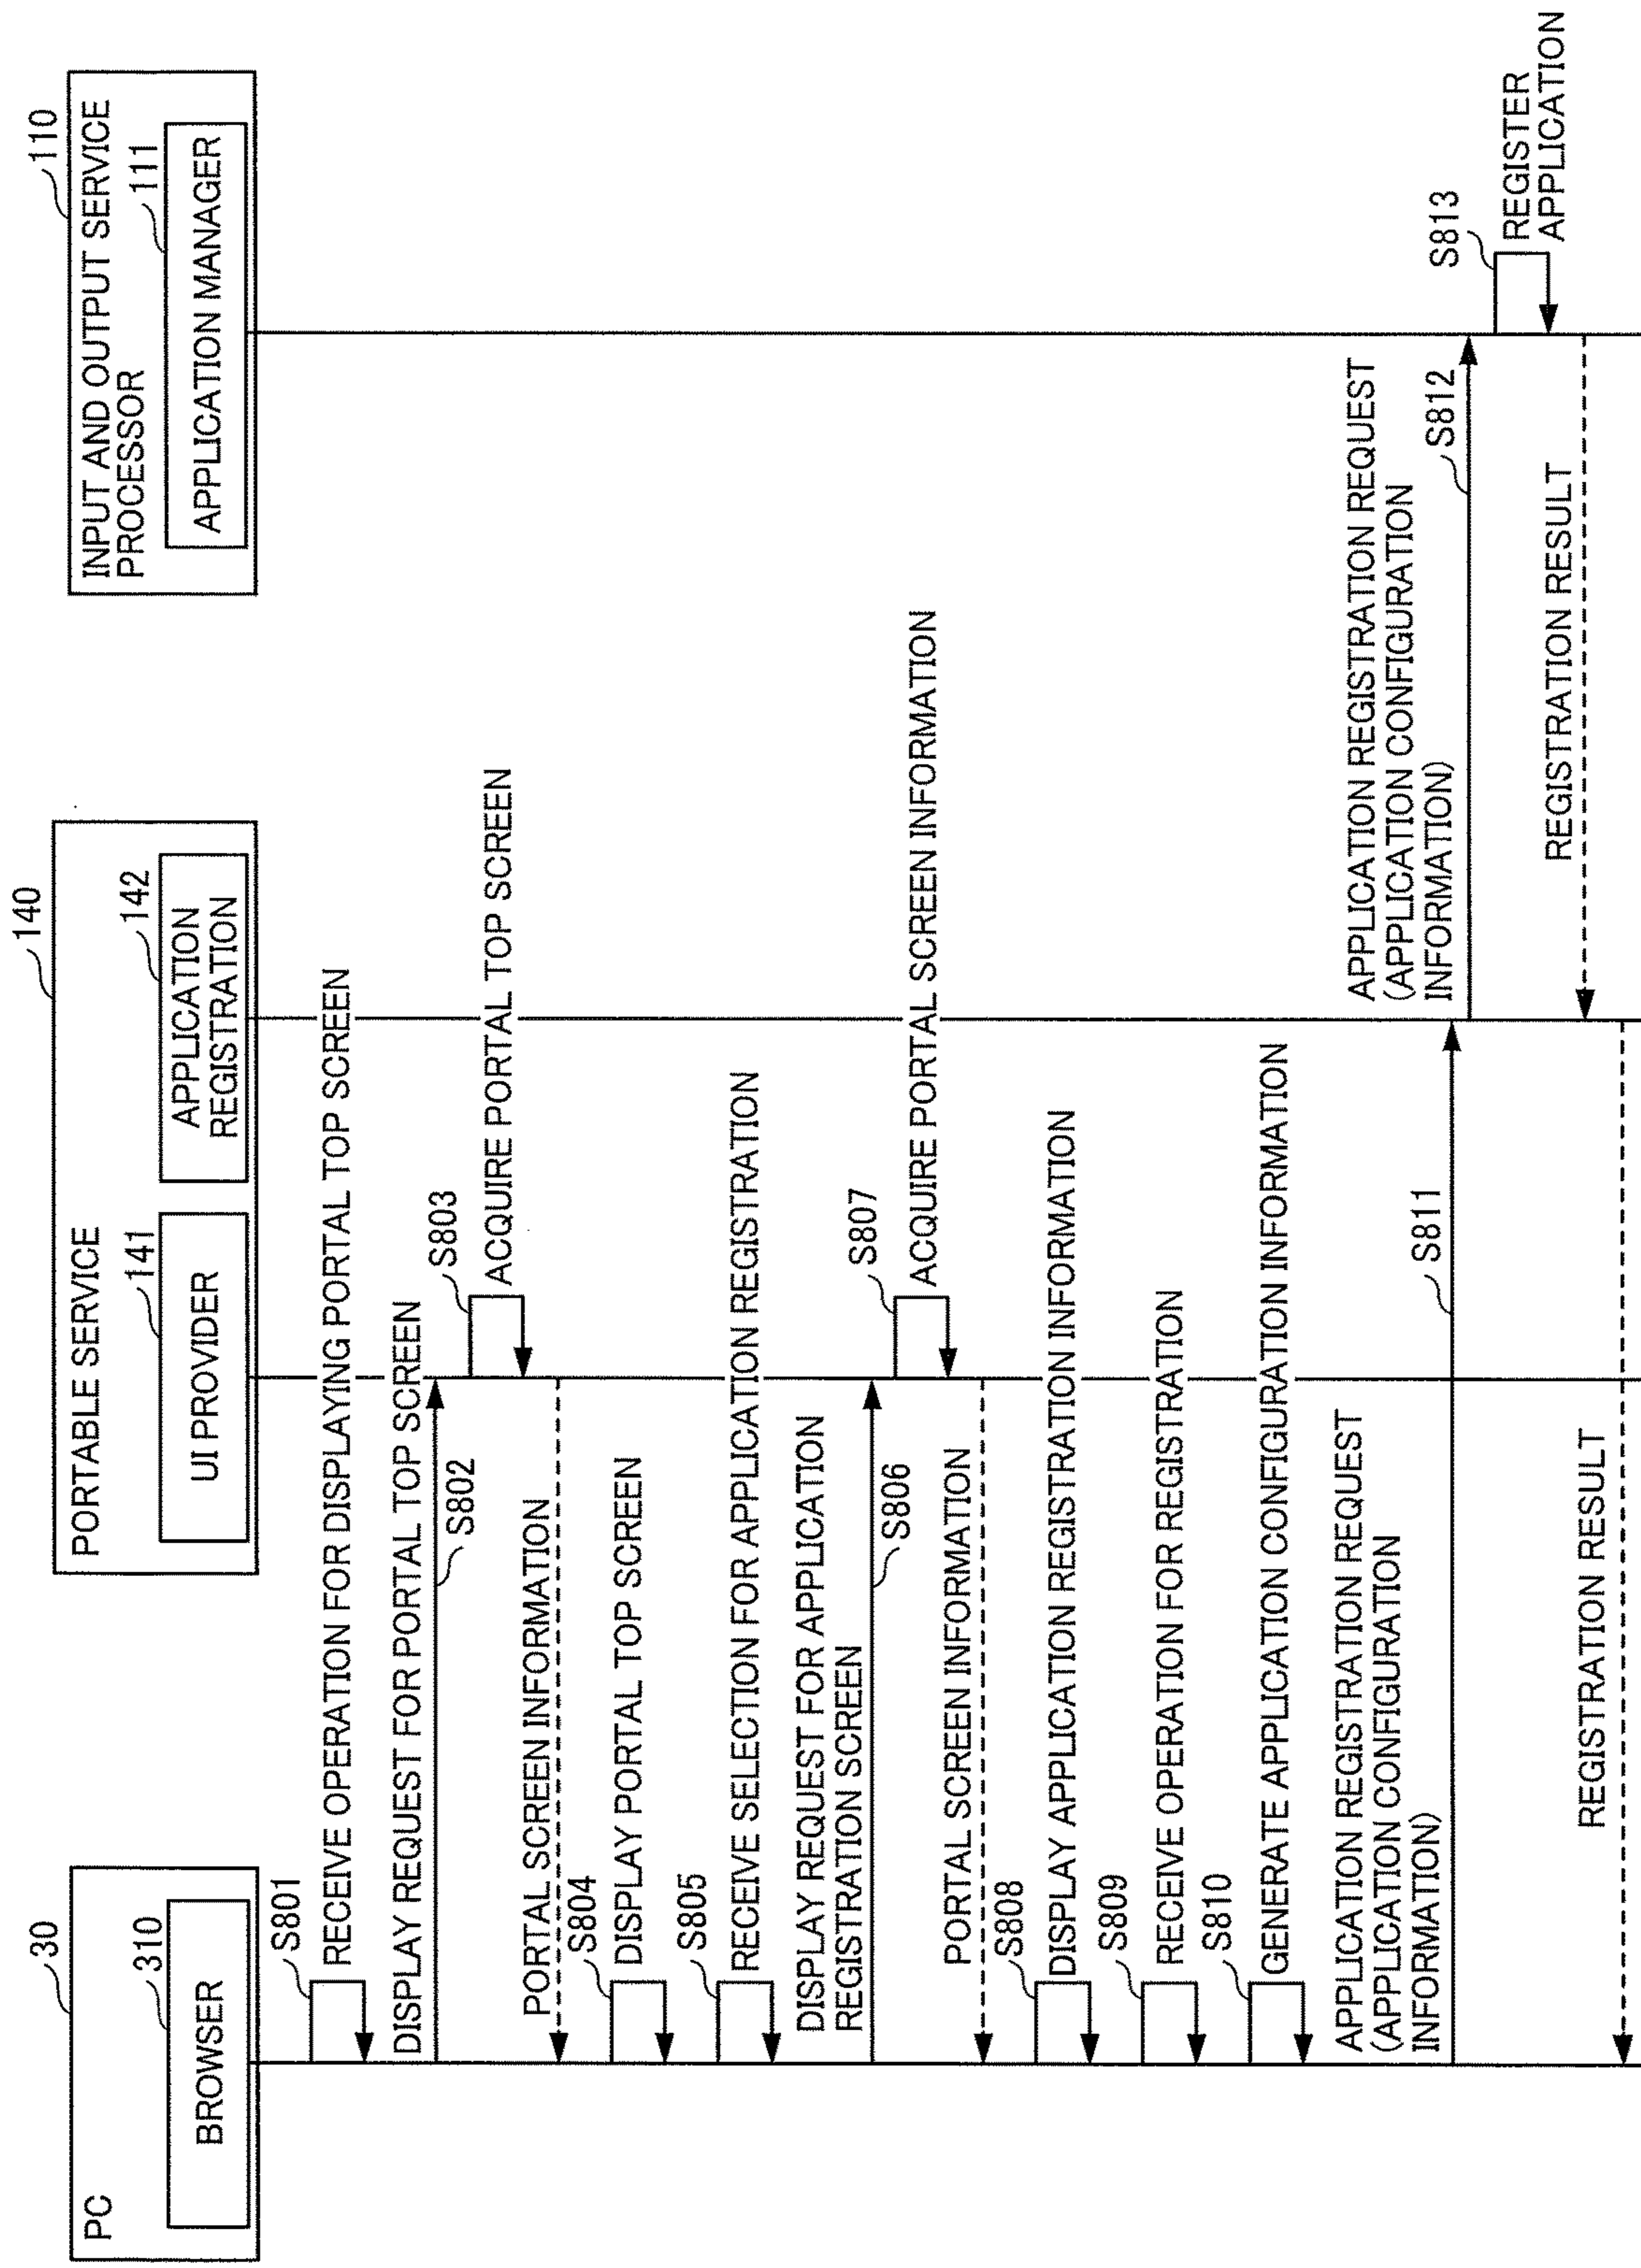 PC
30
BROWSER
310
PORTABLE SERVICE
140
UI PROVIDER
141
APPLICATION
REGISTRATION
142
INPUT AND OUTPUT SERVICE
PROCESSOR
110
APPLICATION MANAGER
111
S801
RECEIVE OPERATION FOR DISPLAYING PORTAL TOP SCREEN
DISPLAY REQUEST FOR PORTAL TOP SCREEN
S802
S803
ACQUIRE PORTAL TOP SCREEN
PORTAL SCREEN INFORMATION
S804
DISPLAY PORTAL TOP SCREEN
S805
RECEIVE SELECTION FOR APPLICATION REGISTRATION
DISPLAY REQUEST FOR APPLICATION
REGISTRATION SCREEN
S806
S807
ACQUIRE PORTAL SCREEN INFORMATION
PORTAL SCREEN INFORMATION
S808
DISPLAY APPLICATION REGISTRATION INFORMATION
S809
RECEIVE OPERATION FOR REGISTRATION
S810
GENERATE APPLICATION CONFIGURATION INFORMATION
APPLICATION REGISTRATION REQUEST
(APPLICATION CONFIGURATION
INFORMATION)
S811
APPLICATION REGISTRATION REQUEST
(APPLICATION CONFIGURATION
INFORMATION)
S812
S813
REGISTER
APPLICATION
REGISTRATION RESULT
REGISTRATION RESULT